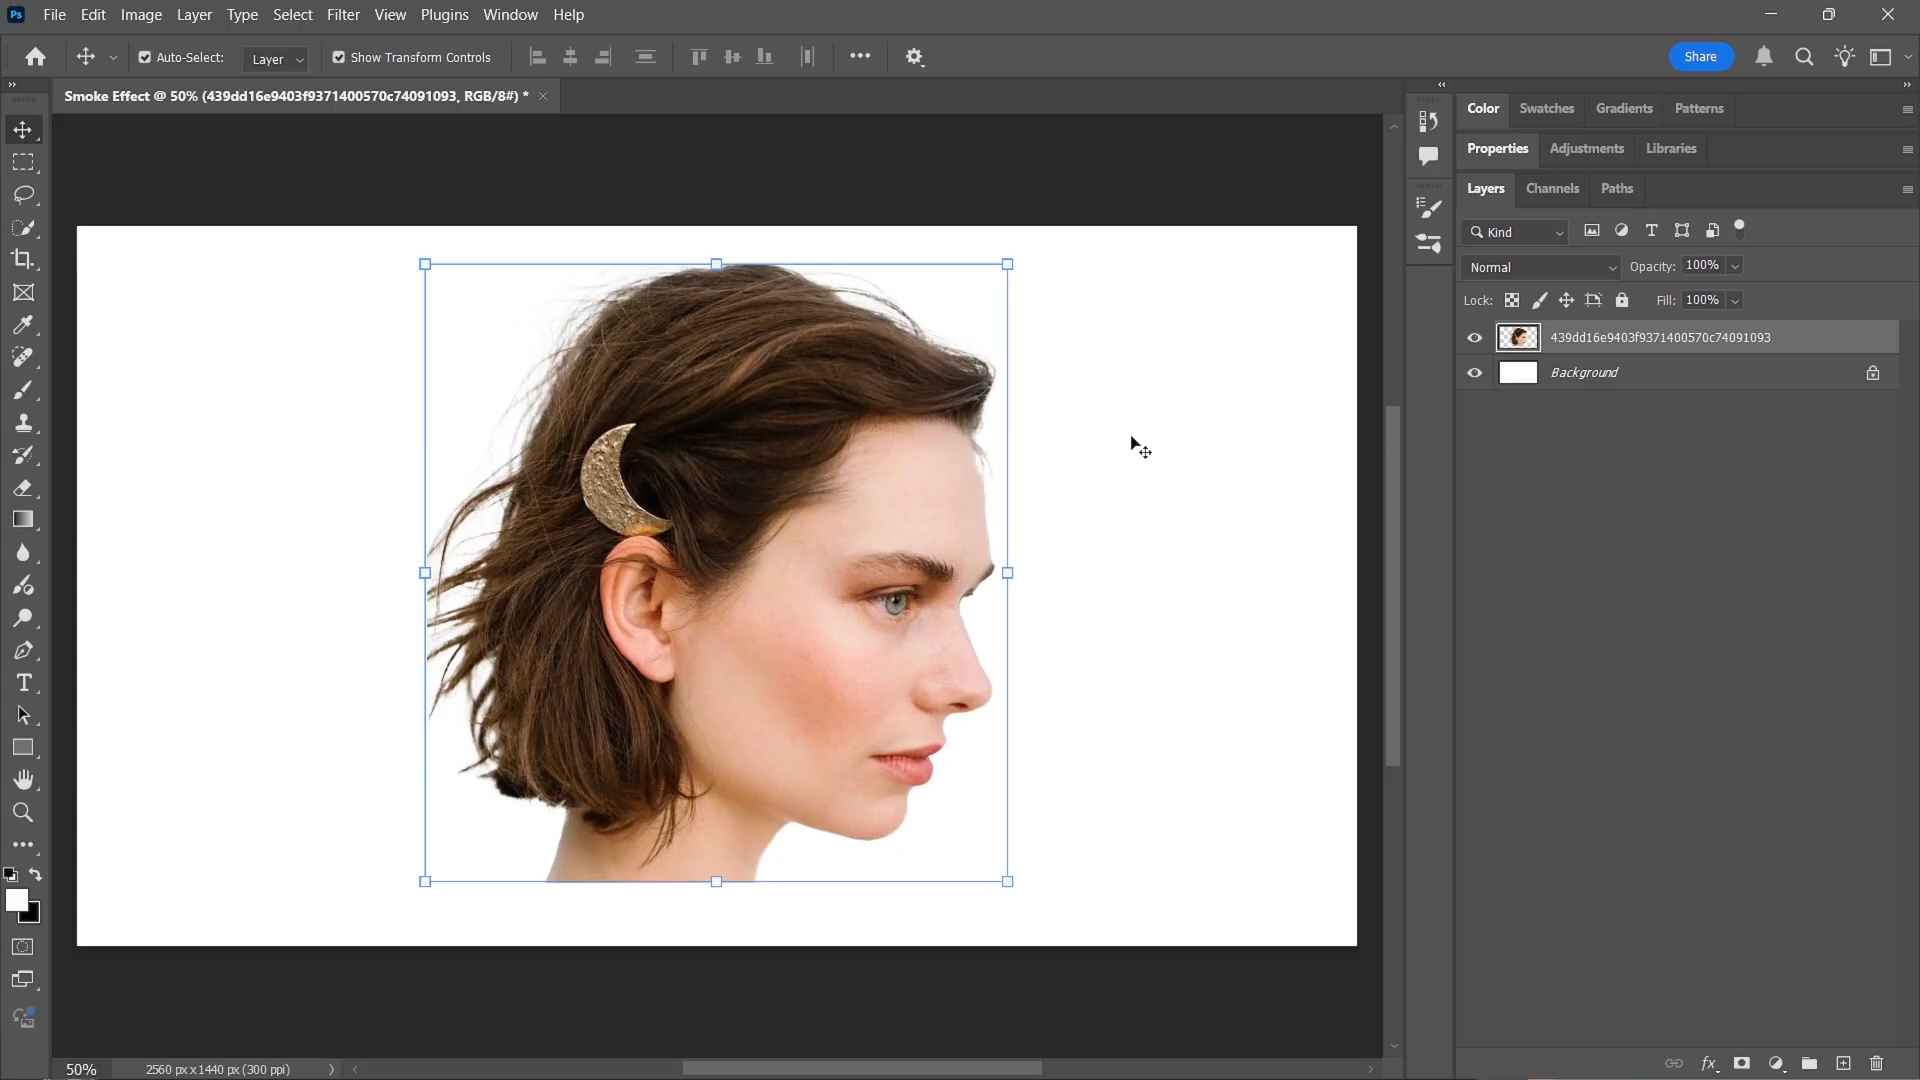 Ps File Edit Image Layer Type Select Filter View Plugins Window Help
Auto-Select: Layer Show Transform Controls Share
Smoke Effect @ 50% (439dd16e9403f9371400570c74091093, RGB/8#) *
Color Swatches Gradients Patterns
Properties Adjustments Libraries
Layers Channels Paths
Kind
Normal Opacity: 100%
Lock: Fill: 100%
439dd16e9403f9371400570c74091093
Background
fx
50% 2560 px x 1440 px (300 ppi)